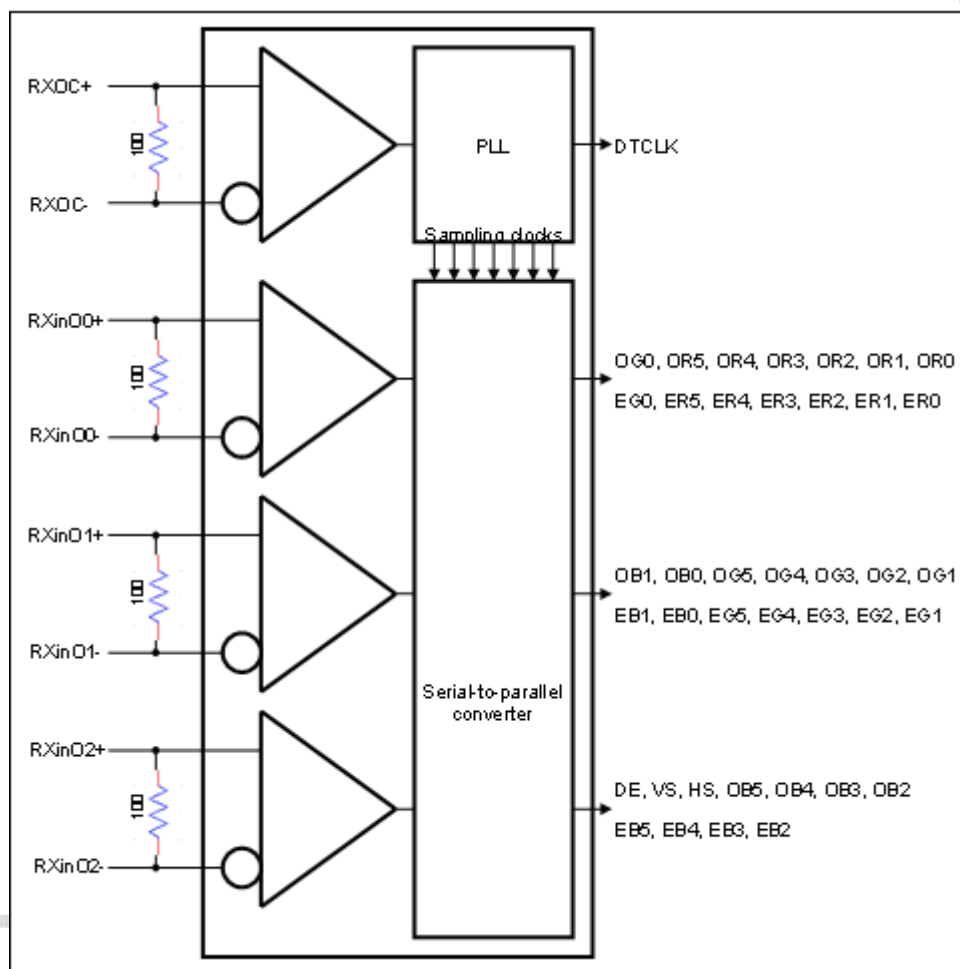 RXOC+
100
RXOC-
PLL
DTCLK
Sampling clocks
RXinO0+
100
RXinO0-
OG0, OR5, OR4, OR3, OR2, OR1, OR0
EG0, ER5, ER4, ER3, ER2, ER1, ER0
RXinO1+
100
RXinO1-
OB1, OB0, OG5, OG4, OG3, OG2, OG1
EB1, EB0, EG5, EG4, EG3, EG2, EG1
Serial-to-parallel
converter
RXinO2+
100
RXinO2-
DE, VS, HS, OB5, OB4, OB3, OB2
EB5, EB4, EB3, EB2